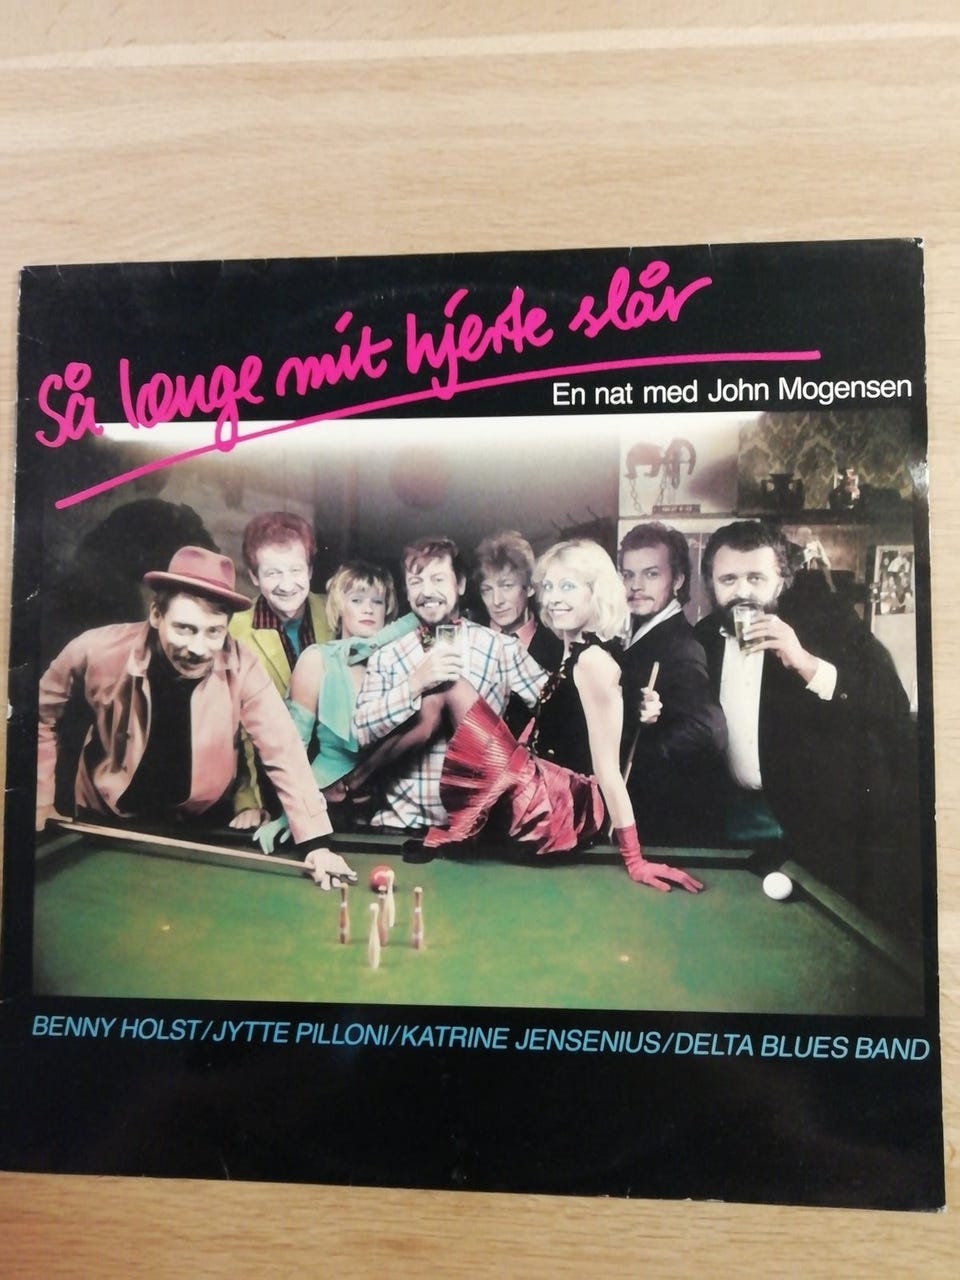 Så længe mit hjerte slår
En nat med John Mogensen
BENNY HOLST/JYTTE PILLONI/KATRINE JENSENIUS/DELTA BLUES BAND